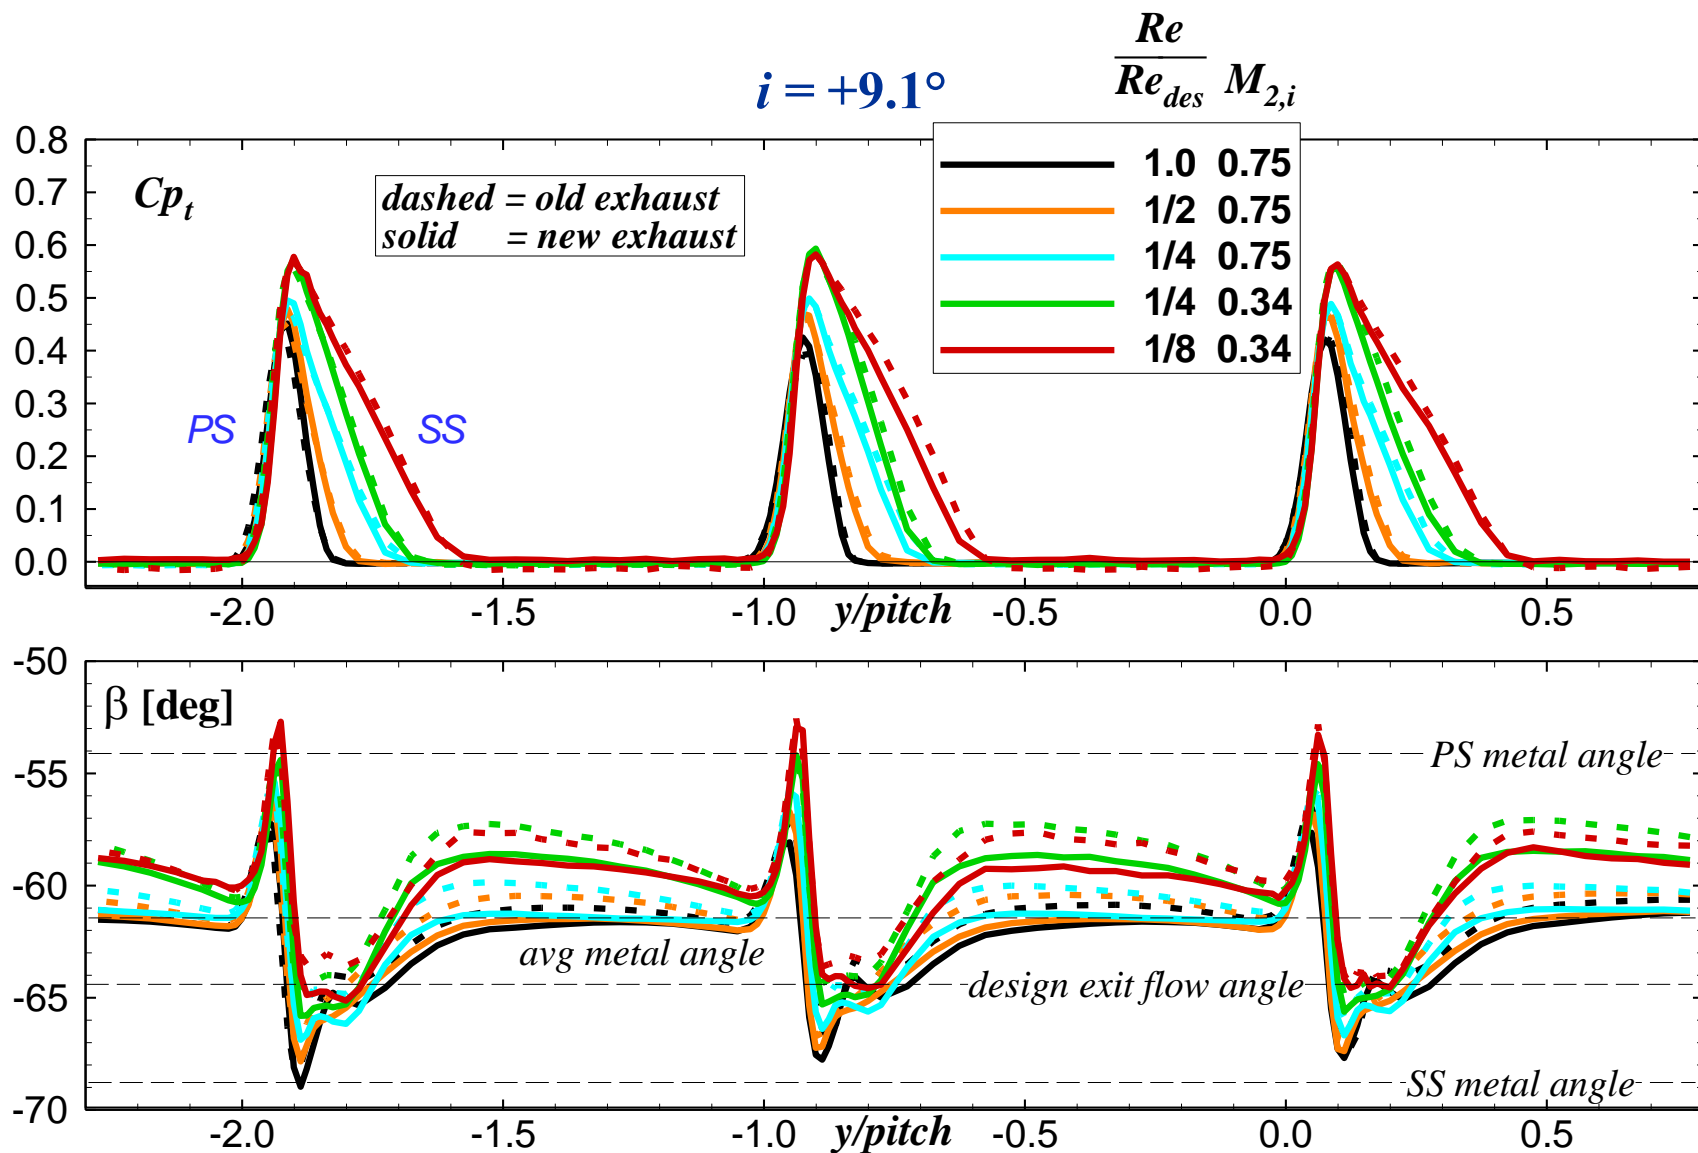 i = +9.1°
Re
Re_des M_2,i
1.0 0.75
1/2 0.75
1/4 0.75
1/4 0.34
1/8 0.34
Cp_t
dashed = old exhaust
solid = new exhaust
PS
SS
0.8
0.7
0.6
0.5
0.4
0.3
0.2
0.1
0.0
-2.0
-1.5
-1.0
y/pitch
-0.5
0.0
0.5
β [deg]
-50
-55
-60
-65
-70
PS metal angle
avg metal angle
design exit flow angle
SS metal angle
-2.0
-1.5
-1.0
y/pitch
-0.5
0.0
0.5